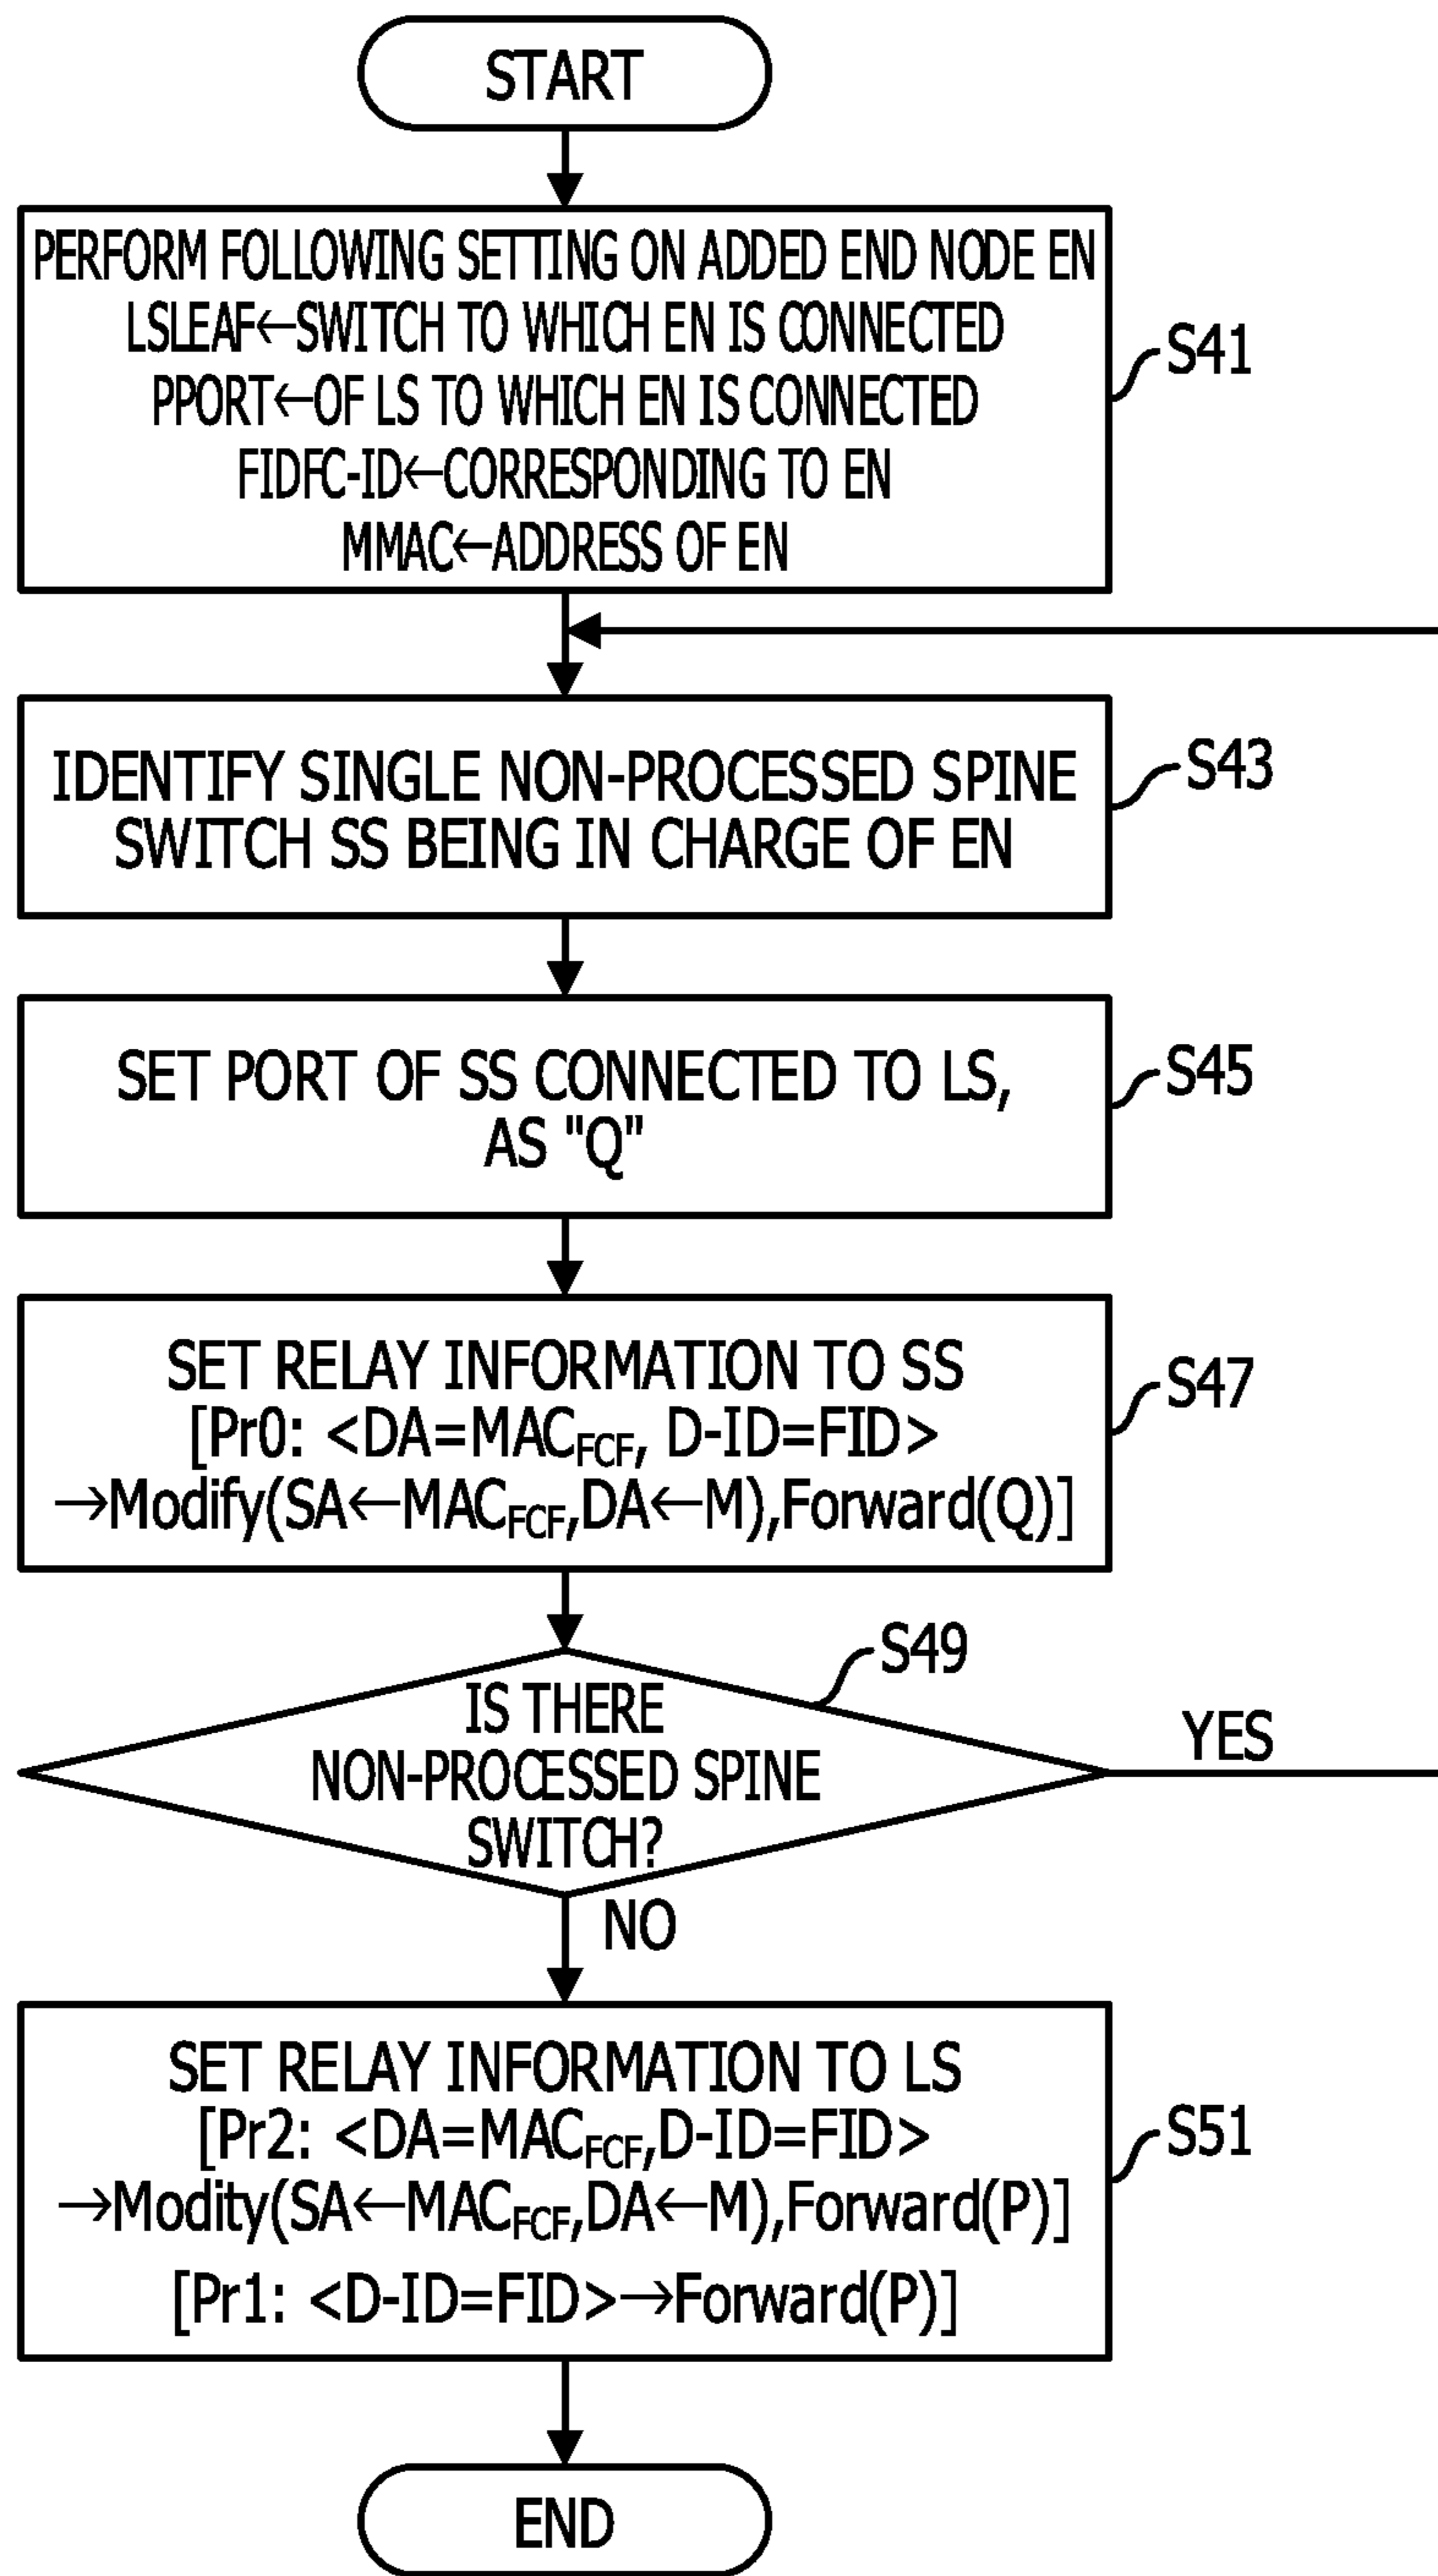 START
PERFORM FOLLOWING SETTING ON ADDED END NODE EN
LSLEAF←SWITCH TO WHICH EN IS CONNECTED
PPORT←OF LS TO WHICH EN IS CONNECTED
FIDFC-ID←CORRESPONDING TO EN
MMAC←ADDRESS OF EN
S41
IDENTIFY SINGLE NON-PROCESSED SPINE
SWITCH SS BEING IN CHARGE OF EN
S43
SET PORT OF SS CONNECTED TO LS,
AS "Q"
S45
SET RELAY INFORMATION TO SS
[Pr0: <DA=MACFCF, D-ID=FID>
→Modify(SA←MACFCF,DA←M),Forward(Q)]
S47
S49
IS THERE
NON-PROCESSED SPINE
SWITCH?
YES
NO
SET RELAY INFORMATION TO LS
[Pr2: <DA=MACFCF,D-ID=FID>
→Modity(SA←MACFCF,DA←M),Forward(P)]
[Pr1: <D-ID=FID>→Forward(P)]
S51
END